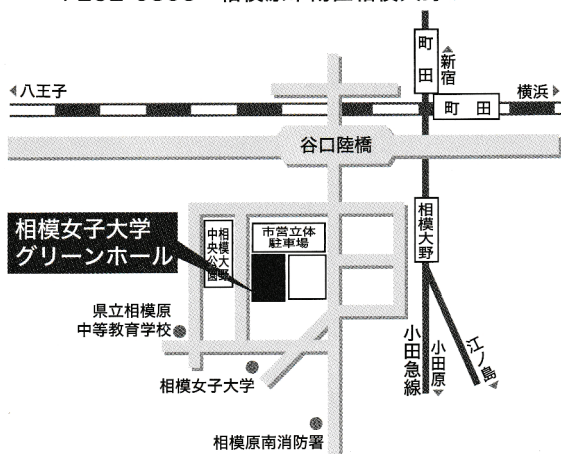 町田
新宿
八王子
横浜
町田
谷口陸橋
相模女子大学
グリーンホール
相模大野
中央公園
市営立体
駐車場
相模大野
県立相模原
中等教育学校
小田急線
小田原
江ノ島
相模女子大学
相模原南消防署